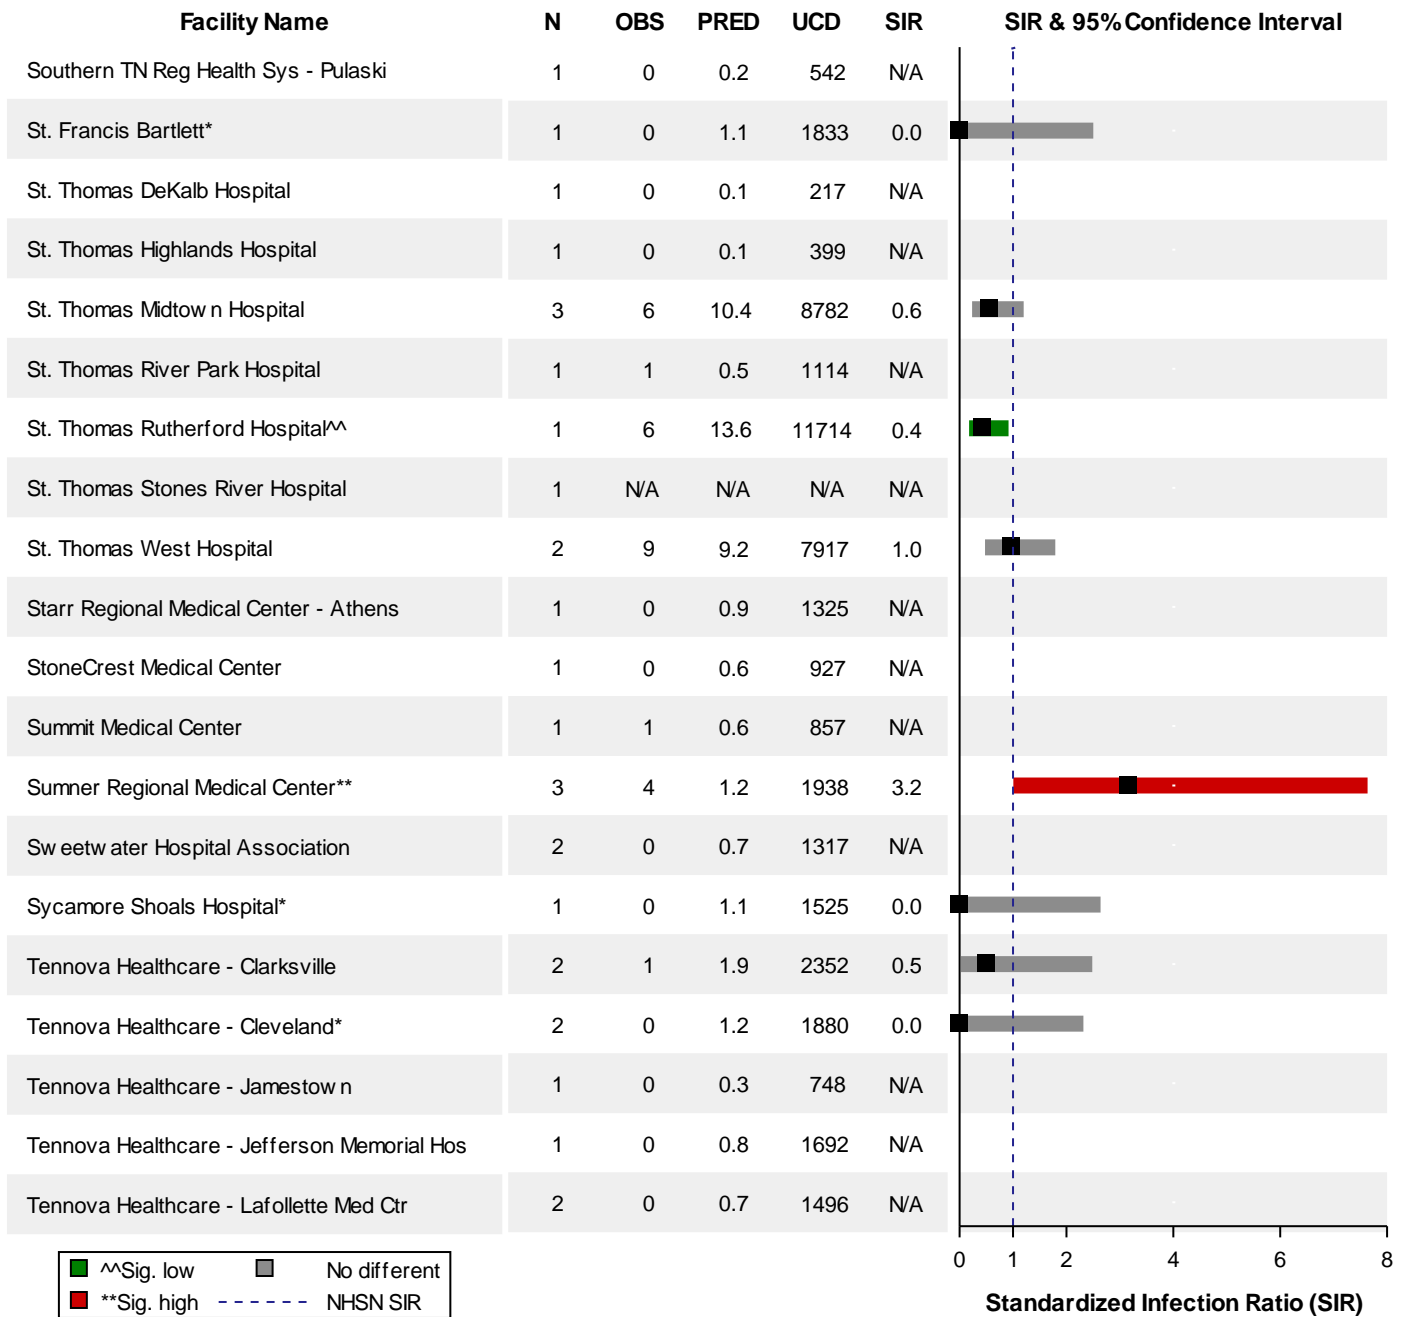 Facility Name N OBS PRED UCD SIR SIR & 95% Confidence Interval
Southern TN Reg Health Sys - Pulaski 1 0 0.2 542 N/A
St. Francis Bartlett* 1 0 1.1 1833 0.0
St. Thomas DeKalb Hospital 1 0 0.1 217 N/A
St. Thomas Highlands Hospital 1 0 0.1 399 N/A
St. Thomas Midtown Hospital 3 6 10.4 8782 0.6
St. Thomas River Park Hospital 1 1 0.5 1114 N/A
St. Thomas Rutherford Hospital^^ 1 6 13.6 11714 0.4
St. Thomas Stones River Hospital 1 N/A N/A N/A N/A
St. Thomas West Hospital 2 9 9.2 7917 1.0
Starr Regional Medical Center - Athens 1 0 0.9 1325 N/A
StoneCrest Medical Center 1 0 0.6 927 N/A
Summit Medical Center 1 1 0.6 857 N/A
Sumner Regional Medical Center** 3 4 1.2 1938 3.2
Sweetwater Hospital Association 2 0 0.7 1317 N/A
Sycamore Shoals Hospital* 1 0 1.1 1525 0.0
Tennova Healthcare - Clarksville 2 1 1.9 2352 0.5
Tennova Healthcare - Cleveland* 2 0 1.2 1880 0.0
Tennova Healthcare - Jamestown 1 0 0.3 748 N/A
Tennova Healthcare - Jefferson Memorial Hos 1 0 0.8 1692 N/A
Tennova Healthcare - Lafollette Med Ctr 2 0 0.7 1496 N/A
0 1 2 4 6 8
Standardized Infection Ratio (SIR)
^^Sig. low No different
**Sig. high NHSN SIR